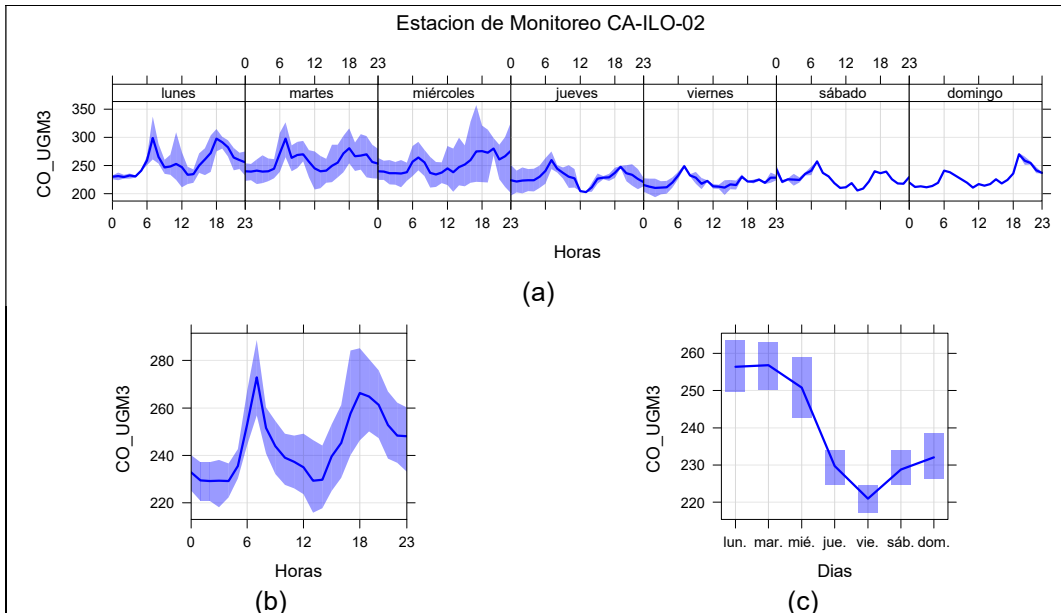 Estacion de Monitoreo CA-ILO-02
0 6 12 18 23 0 6 12 18 23
0 6 12 18 23
lunes martes miércoles jueves viernes sábado domingo
350
300
250
200
CO_UGM3
0 6 12 18 23 0 6 12 18 23 0 6 12 18 23 0 6 12 18 23
Horas
(a)
280
260
240
220
CO_UGM3
0 6 12 18 23
Horas
(b)
260
250
240
230
220
CO_UGM3
lun. mar. mié. jue. vie. sáb. dom.
Dias
(c)